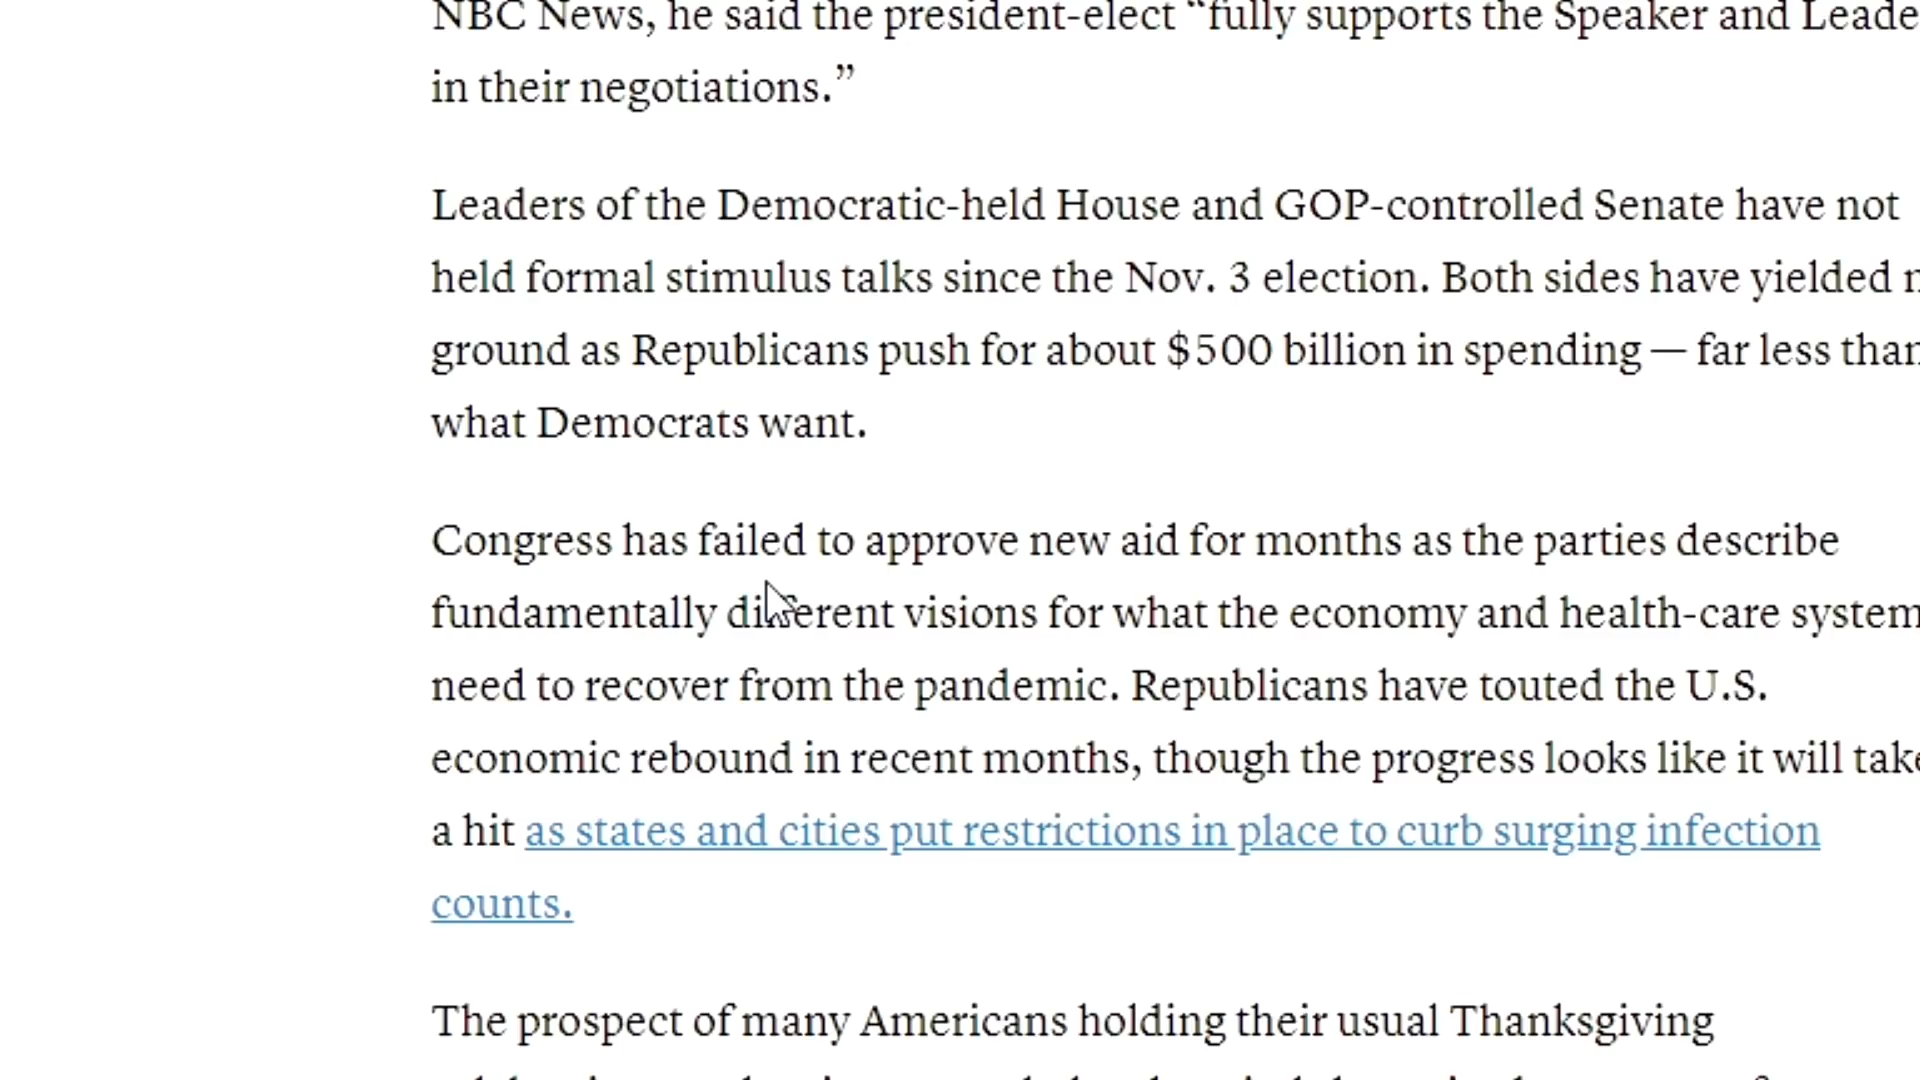 NBC News, he said the president-elect “fully supports the Speaker and
in their negotiations.”
Leaders of the Democratic-held House and GOP-controlled Senate have not
held formal stimulus talks since the Nov. 3 election. Both sides have yielded
ground as Republicans push for about $500 billion in spending — far less than
what Democrats want.
Congress has failed to approve new aid for months as the parties describe
fundamentally different visions for what the economy and health-care system
need to recover from the pandemic. Republicans have touted the U.S.
economic rebound in recent months, though the progress looks like it will take
a hit as states and cities put restrictions in place to curb surging infection
counts.
The prospect of many Americans holding their usual Thanksgiving